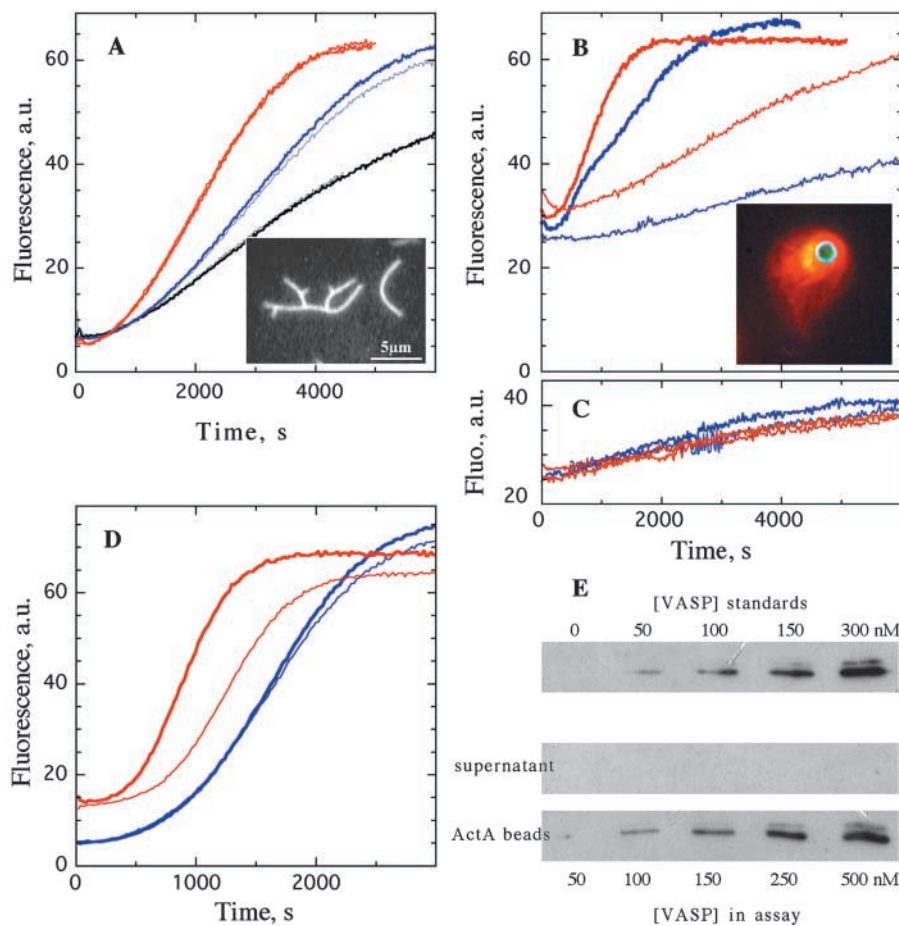 A
Fluorescence, a.u.
60
40
20
0
0 2000 4000
Time, s
5µm
B
Fluorescence, a.u.
60
40
20
0
C
Fluo., a.u.
40
20
0 2000 4000
Time, s
D
Fluorescence, a.u.
60
40
20
0
0 1000 2000
Time, s
E
[VASP] standards
0 50 100 150 300 nM
supernatant
ActA beads
50 100 150 250 500 nM
[VASP] in assay